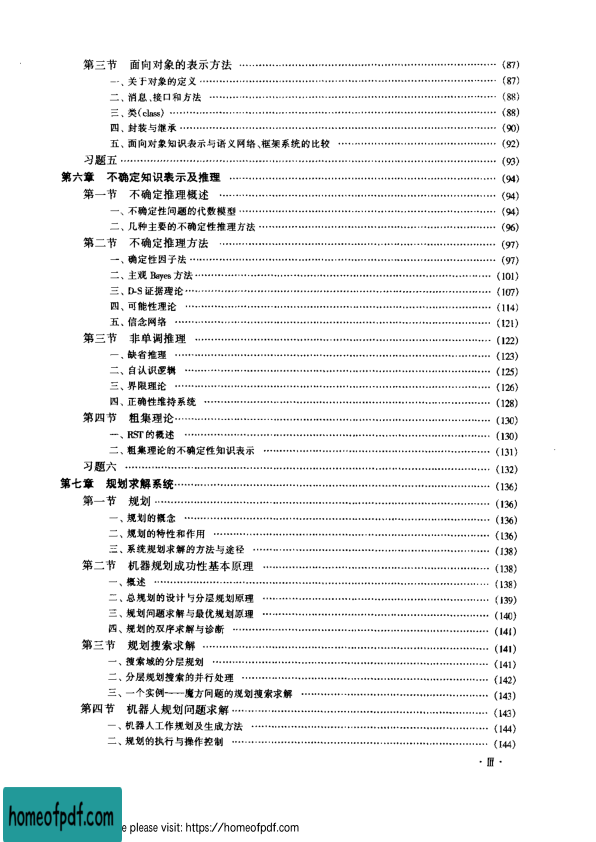 第三节 面向对象的表示方法 …………………………………………… (87)
一、关于对象的定义 …………………………………………… (87)
二、消息、接口和方法 …………………………………………… (88)
三、类(class) …………………………………………… (88)
四、封装与继承 …………………………………………… (90)
五、面向对象知识表示与语义网络、框架系统的比较 …………………………………………… (92)
习题五 …………………………………………… (93)
第六章 不确定知识表示及推理 …………………………………………… (94)
第一节 不确定推理概述 …………………………………………… (94)
一、不确定性问题的代数模型 …………………………………………… (94)
二、几种主要的不确定性推理方法 …………………………………………… (96)
第二节 不确定推理方法 …………………………………………… (97)
一、确定性因子法 …………………………………………… (97)
二、主观 Bayes 方法 …………………………………………… (101)
三、D-S 证据理论 …………………………………………… (107)
四、可能性理论 …………………………………………… (114)
五、信念网络 …………………………………………… (121)
第三节 非单调推理 …………………………………………… (122)
一、缺省推理 …………………………………………… (123)
二、自认识逻辑 …………………………………………… (125)
三、界限理论 …………………………………………… (126)
四、正确性维持系统 …………………………………………… (128)
第四节 粗集理论 …………………………………………… (130)
一、RST 的概述 …………………………………………… (130)
二、粗集理论的不确定性知识表示 …………………………………………… (131)
习题六 …………………………………………… (132)
第七章 规划求解系统 …………………………………………… (136)
第一节 规划 …………………………………………… (136)
一、规划的概念 …………………………………………… (136)
二、规划的特性和作用 …………………………………………… (136)
三、系统规划求解的方法与途径 …………………………………………… (138)
第二节 机器规划成功性基本原理 …………………………………………… (138)
一、概述 …………………………………………… (138)
二、总规划的设计与分层规划原理 …………………………………………… (139)
三、规划问题求解与最优规划原理 …………………………………………… (140)
四、规划的双序求解与诊断 …………………………………………… (141)
第三节 规划搜索求解 …………………………………………… (141)
一、搜索域的分层规划 …………………………………………… (141)
二、分层规划搜索的并行处理 …………………………………………… (142)
三、一个实例——魔方问题的规划搜索求解 …………………………………………… (143)
第四节 机器人规划问题求解 …………………………………………… (143)
一、机器人工作规划及生成方法 …………………………………………… (144)
二、规划的执行与操作控制 …………………………………………… (144)
· Ⅲ ·
homeofpdf.com
e please visit: https://homeofpdf.com